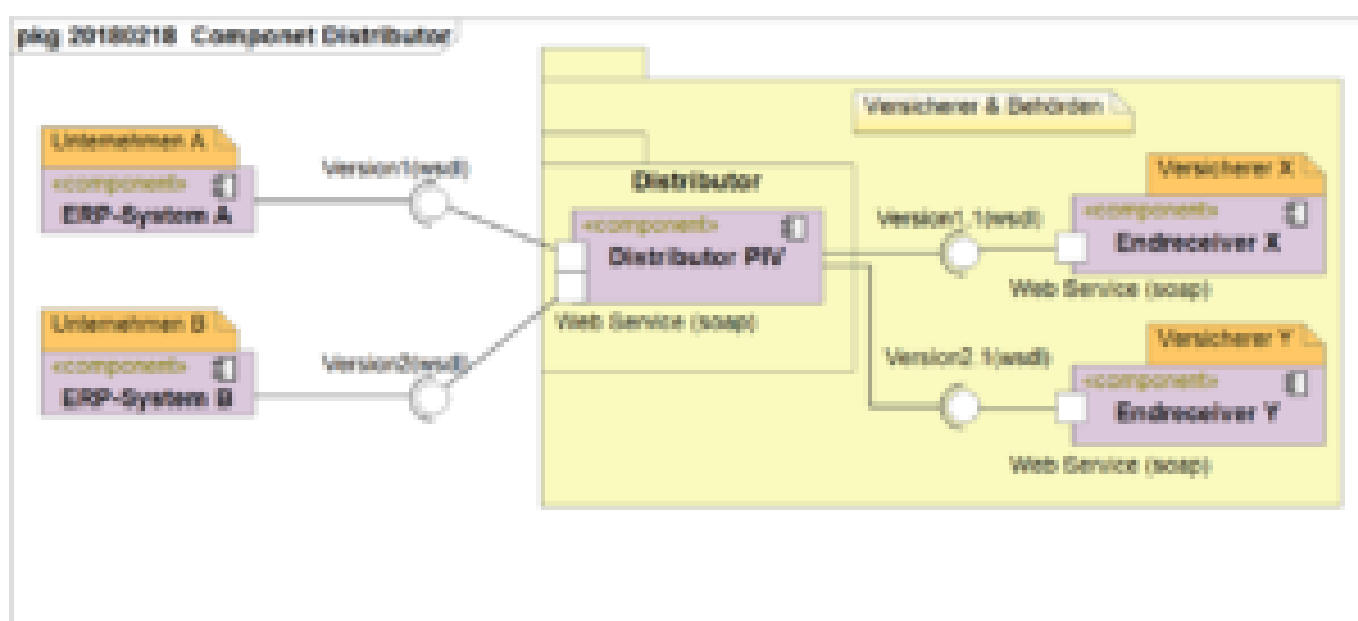 pkg 20180218 Componet Distributor
Versicherer & Behörden
Unternehmen A
«component»
ERP-System A
Version1(wsdl)
Distributor
«component»
Distributor PIV
Web Service (soap)
Version1.1(wsdl)
Versicherer X
«component»
Endreceiver X
Web Service (soap)
Unternehmen B
«component»
ERP-System B
Version2(wsdl)
Version2.1(wsdl)
Versicherer Y
«component»
Endreceiver Y
Web Service (soap)